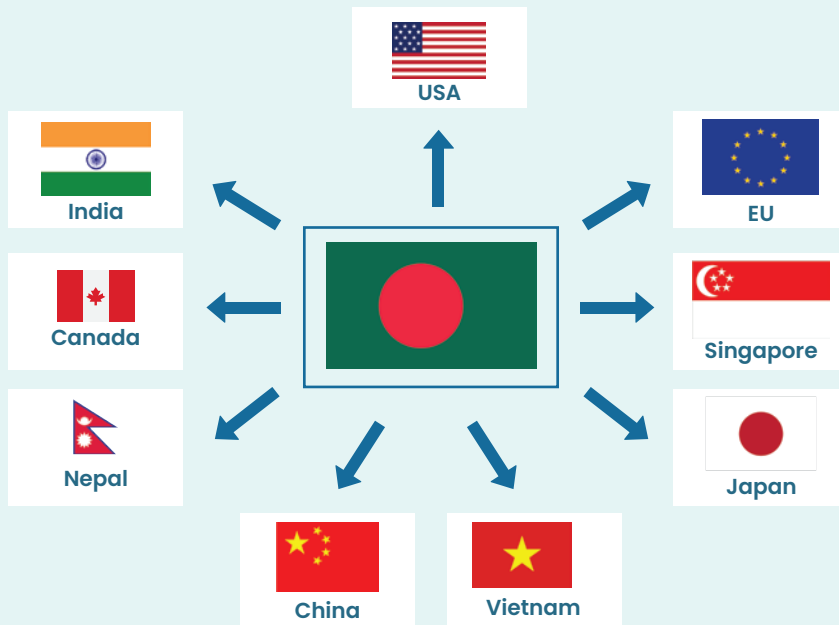 USA
India
EU
Canada
Singapore
Nepal
Japan
China
Vietnam